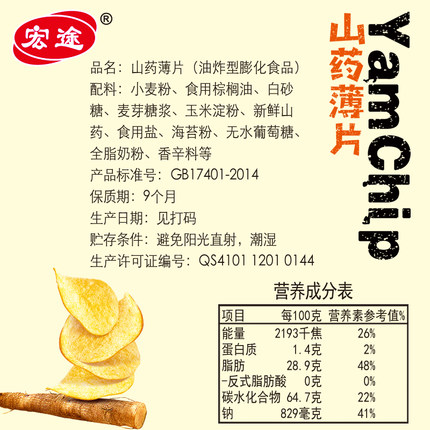 宏途®
YamChip
山药薄片
品名：山药薄片（油炸型膨化食品）
配料：小麦粉、食用棕榈油、白砂
糖、麦芽糖浆、玉米淀粉、新鲜山
药、食用盐、海苔粉、无水葡萄糖、
全脂奶粉、香辛料等
产品标准号：GB17401-2014
保质期：9个月
生产日期：见打码
贮存条件：避免阳光直射，潮湿
生产许可证编号：QS4101 1201 0144
营养成分表
项目 每100克 营养素参考值%
能量 2193千焦 26%
蛋白质 1.4克 2%
脂肪 28.9克 48%
-反式脂肪酸 0克 0%
碳水化合物 64.7克 22%
钠 829毫克 41%